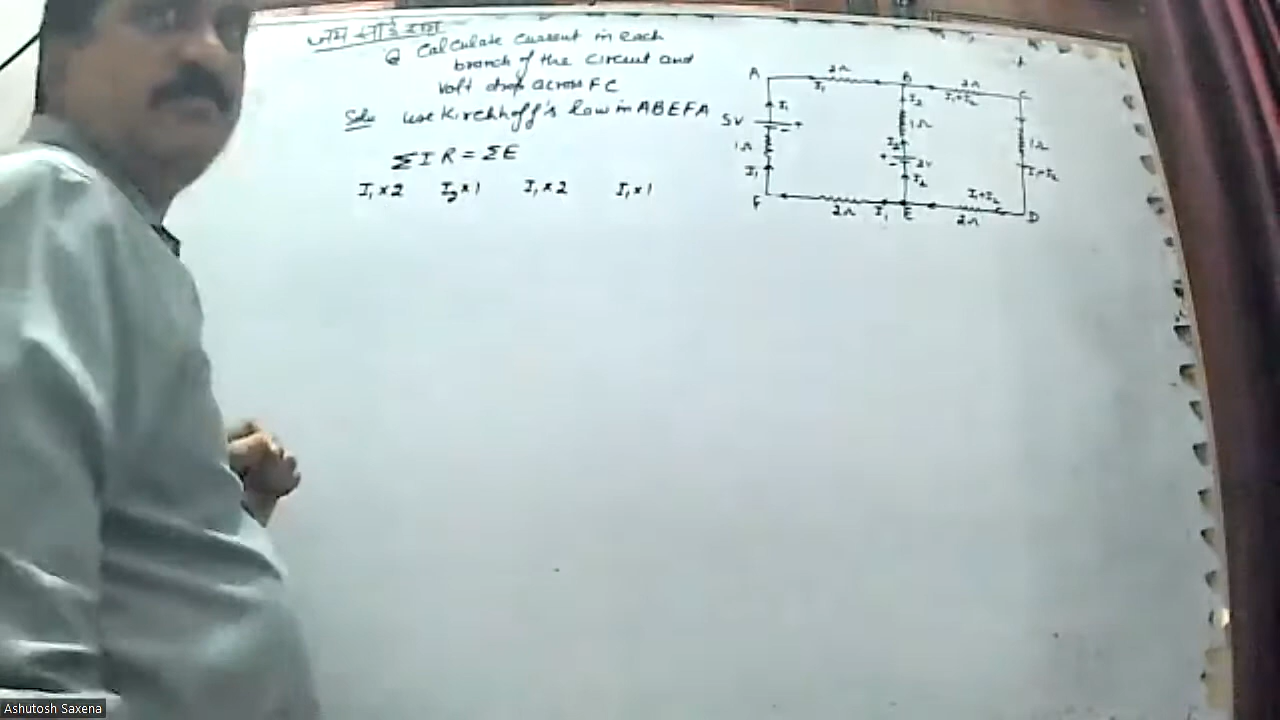 Q Calculate current in each
branch of the circuit and
Volt drop across FC
Soln use Kirchhoff's law in ABEFA
ΣIR = ΣE
I₁×2 I₂×1 I₁×2 I₁×1
A 2Ω B 2Ω C
I₁ I₁+I₂
I₁ I₂
5V + - 1Ω 1Ω
1Ω I₂
+ - 2V
I₁ I₂ I₁+I₂
I₁+I₂
F 2Ω I₁ E 2Ω D
Ashutosh Saxena